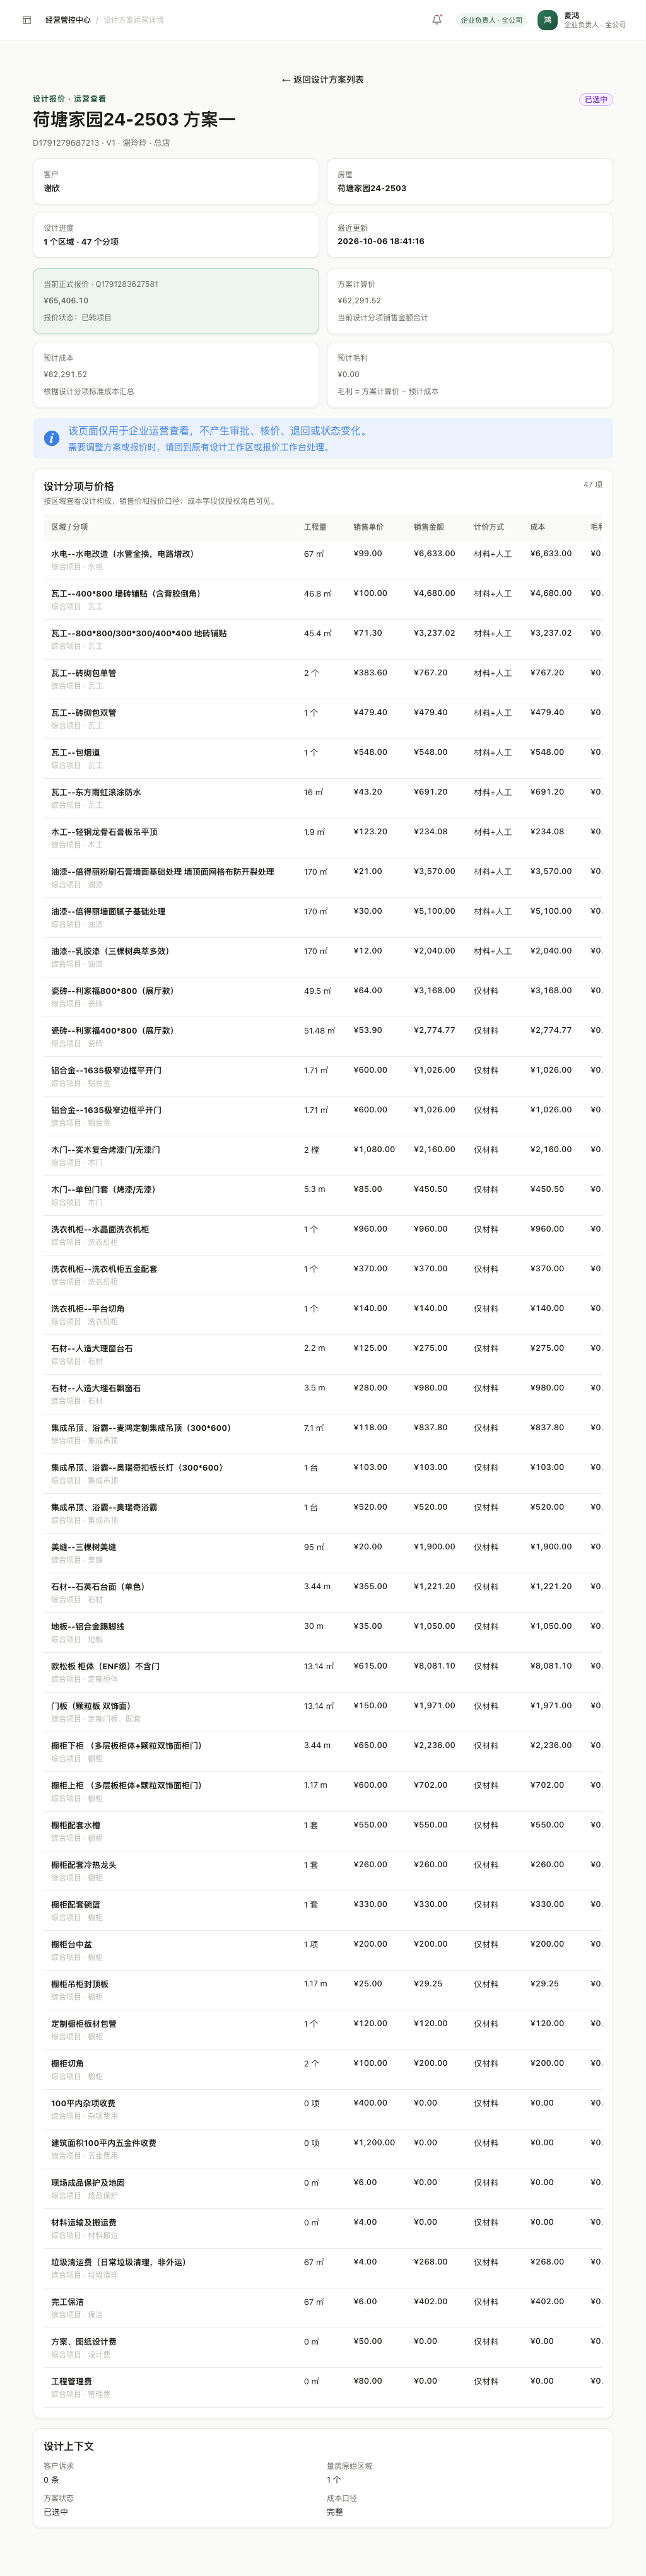 经营管控中心 / 设计方案运营详情
企业负责人 · 全公司
鸿
麦鸿
企业负责人 · 全公司
← 返回设计方案列表
设计报价 · 运营查看
荷塘家园24-2503 方案一
已选中
D1791279687213 · V1 · 谢玲玲 · 总店
客户
谢欣
房屋
荷塘家园24-2503
设计进度
1 个区域 · 47 个分项
最近更新
2026-10-06 18:41:16
当前正式报价 · Q1791283627581
¥65,406.10
报价状态：已转项目
方案计算价
¥62,291.52
当前设计分项销售金额合计
预计成本
¥62,291.52
根据设计分项标准成本汇总
预计毛利
¥0.00
毛利 = 方案计算价 − 预计成本
该页面仅用于企业运营查看，不产生审批、核价、退回或状态变化。
需要调整方案或报价时，请回到原有设计工作区或报价工作台处理。
设计分项与价格
47 项
按区域查看设计构成、销售价和报价口径；成本字段仅授权角色可见。
区域 / 分项 工程量 销售单价 销售金额 计价方式 成本 毛利
水电--水电改造（水管全换，电路增改） 67 ㎡ ¥99.00 ¥6,633.00 材料+人工 ¥6,633.00 ¥0.
综合项目 · 水电
瓦工--400*800 墙砖铺贴（含背胶倒角） 46.8 ㎡ ¥100.00 ¥4,680.00 材料+人工 ¥4,680.00 ¥0.
综合项目 · 瓦工
瓦工--800*800/300*300/400*400 地砖铺贴 45.4 ㎡ ¥71.30 ¥3,237.02 材料+人工 ¥3,237.02 ¥0.
综合项目 · 瓦工
瓦工--砖砌包单管 2 个 ¥383.60 ¥767.20 材料+人工 ¥767.20 ¥0.
综合项目 · 瓦工
瓦工--砖砌包双管 1 个 ¥479.40 ¥479.40 材料+人工 ¥479.40 ¥0.
综合项目 · 瓦工
瓦工--包烟道 1 个 ¥548.00 ¥548.00 材料+人工 ¥548.00 ¥0.
综合项目 · 瓦工
瓦工--东方雨虹滚涂防水 16 ㎡ ¥43.20 ¥691.20 材料+人工 ¥691.20 ¥0.
综合项目 · 瓦工
木工--轻钢龙骨石膏板吊平顶 1.9 ㎡ ¥123.20 ¥234.08 材料+人工 ¥234.08 ¥0.
综合项目 · 木工
油漆--倍得丽粉刷石膏墙面基础处理 墙顶面网格布防开裂处理 170 ㎡ ¥21.00 ¥3,570.00 材料+人工 ¥3,570.00 ¥0.
综合项目 · 油漆
油漆--倍得丽墙面腻子基础处理 170 ㎡ ¥30.00 ¥5,100.00 材料+人工 ¥5,100.00 ¥0.
综合项目 · 油漆
油漆--乳胶漆（三棵树典萃多效） 170 ㎡ ¥12.00 ¥2,040.00 材料+人工 ¥2,040.00 ¥0.
综合项目 · 油漆
瓷砖--利家福800*800（展厅款） 49.5 ㎡ ¥64.00 ¥3,168.00 仅材料 ¥3,168.00 ¥0.
综合项目 · 瓷砖
瓷砖--利家福400*800（展厅款） 51.48 ㎡ ¥53.90 ¥2,774.77 仅材料 ¥2,774.77 ¥0.
综合项目 · 瓷砖
铝合金--1635极窄边框平开门 1.71 ㎡ ¥600.00 ¥1,026.00 仅材料 ¥1,026.00 ¥0.
综合项目 · 铝合金
铝合金--1635极窄边框平开门 1.71 ㎡ ¥600.00 ¥1,026.00 仅材料 ¥1,026.00 ¥0.
综合项目 · 铝合金
木门--实木复合烤漆门/无漆门 2 樘 ¥1,080.00 ¥2,160.00 仅材料 ¥2,160.00 ¥0.
综合项目 · 木门
木门--单包门套（烤漆/无漆） 5.3 m ¥85.00 ¥450.50 仅材料 ¥450.50 ¥0.
综合项目 · 木门
洗衣机柜--水晶面洗衣机柜 1 个 ¥960.00 ¥960.00 仅材料 ¥960.00 ¥0.
综合项目 · 洗衣机柜
洗衣机柜--洗衣机柜五金配套 1 个 ¥370.00 ¥370.00 仅材料 ¥370.00 ¥0.
综合项目 · 洗衣机柜
洗衣机柜--平台切角 1 个 ¥140.00 ¥140.00 仅材料 ¥140.00 ¥0.
综合项目 · 洗衣机柜
石材--人造大理窗台石 2.2 m ¥125.00 ¥275.00 仅材料 ¥275.00 ¥0.
综合项目 · 石材
石材--人造大理石飘窗石 3.5 m ¥280.00 ¥980.00 仅材料 ¥980.00 ¥0.
综合项目 · 石材
集成吊顶、浴霸--麦鸿定制集成吊顶（300*600） 7.1 ㎡ ¥118.00 ¥837.80 仅材料 ¥837.80 ¥0.
综合项目 · 集成吊顶
集成吊顶、浴霸--奥瑞奇扣板长灯（300*600） 1 台 ¥103.00 ¥103.00 仅材料 ¥103.00 ¥0.
综合项目 · 集成吊顶
集成吊顶、浴霸--奥瑞奇浴霸 1 台 ¥520.00 ¥520.00 仅材料 ¥520.00 ¥0.
综合项目 · 集成吊顶
美缝--三棵树美缝 95 ㎡ ¥20.00 ¥1,900.00 仅材料 ¥1,900.00 ¥0.
综合项目 · 美缝
石材--石英石台面（单色） 3.44 m ¥355.00 ¥1,221.20 仅材料 ¥1,221.20 ¥0.
综合项目 · 石材
地板--铝合金踢脚线 30 m ¥35.00 ¥1,050.00 仅材料 ¥1,050.00 ¥0.
综合项目 · 地板
欧松板 柜体（ENF级）不含门 13.14 ㎡ ¥615.00 ¥8,081.10 仅材料 ¥8,081.10 ¥0.
综合项目 · 定制柜体
门板（颗粒板 双饰面） 13.14 ㎡ ¥150.00 ¥1,971.00 仅材料 ¥1,971.00 ¥0.
综合项目 · 定制门板、配套
橱柜下柜 （多层板柜体+颗粒双饰面柜门） 3.44 m ¥650.00 ¥2,236.00 仅材料 ¥2,236.00 ¥0.
综合项目 · 橱柜
橱柜上柜 （多层板柜体+颗粒双饰面柜门） 1.17 m ¥600.00 ¥702.00 仅材料 ¥702.00 ¥0.
综合项目 · 橱柜
橱柜配套水槽 1 套 ¥550.00 ¥550.00 仅材料 ¥550.00 ¥0.
综合项目 · 橱柜
橱柜配套冷热龙头 1 套 ¥260.00 ¥260.00 仅材料 ¥260.00 ¥0.
综合项目 · 橱柜
橱柜配套碗篮 1 套 ¥330.00 ¥330.00 仅材料 ¥330.00 ¥0.
综合项目 · 橱柜
橱柜台中盆 1 项 ¥200.00 ¥200.00 仅材料 ¥200.00 ¥0.
综合项目 · 橱柜
橱柜吊柜封顶板 1.17 m ¥25.00 ¥29.25 仅材料 ¥29.25 ¥0.
综合项目 · 橱柜
定制橱柜板材包管 1 个 ¥120.00 ¥120.00 仅材料 ¥120.00 ¥0.
综合项目 · 橱柜
橱柜切角 2 个 ¥100.00 ¥200.00 仅材料 ¥200.00 ¥0.
综合项目 · 橱柜
100平内杂项收费 0 项 ¥400.00 ¥0.00 仅材料 ¥0.00 ¥0.
综合项目 · 杂项费用
建筑面积100平内五金件收费 0 项 ¥1,200.00 ¥0.00 仅材料 ¥0.00 ¥0.
综合项目 · 五金费用
现场成品保护及地固 0 ㎡ ¥6.00 ¥0.00 仅材料 ¥0.00 ¥0.
综合项目 · 成品保护
材料运输及搬运费 0 ㎡ ¥4.00 ¥0.00 仅材料 ¥0.00 ¥0.
综合项目 · 材料搬运
垃圾清运费（日常垃圾清理，非外运） 67 ㎡ ¥4.00 ¥268.00 仅材料 ¥268.00 ¥0.
综合项目 · 垃圾清理
完工保洁 67 ㎡ ¥6.00 ¥402.00 仅材料 ¥402.00 ¥0.
综合项目 · 保洁
方案、图纸设计费 0 ㎡ ¥50.00 ¥0.00 仅材料 ¥0.00 ¥0.
综合项目 · 设计费
工程管理费 0 ㎡ ¥80.00 ¥0.00 仅材料 ¥0.00 ¥0.
综合项目 · 管理费
设计上下文
客户诉求
0 条
量房原始区域
1 个
方案状态
已选中
成本口径
完整